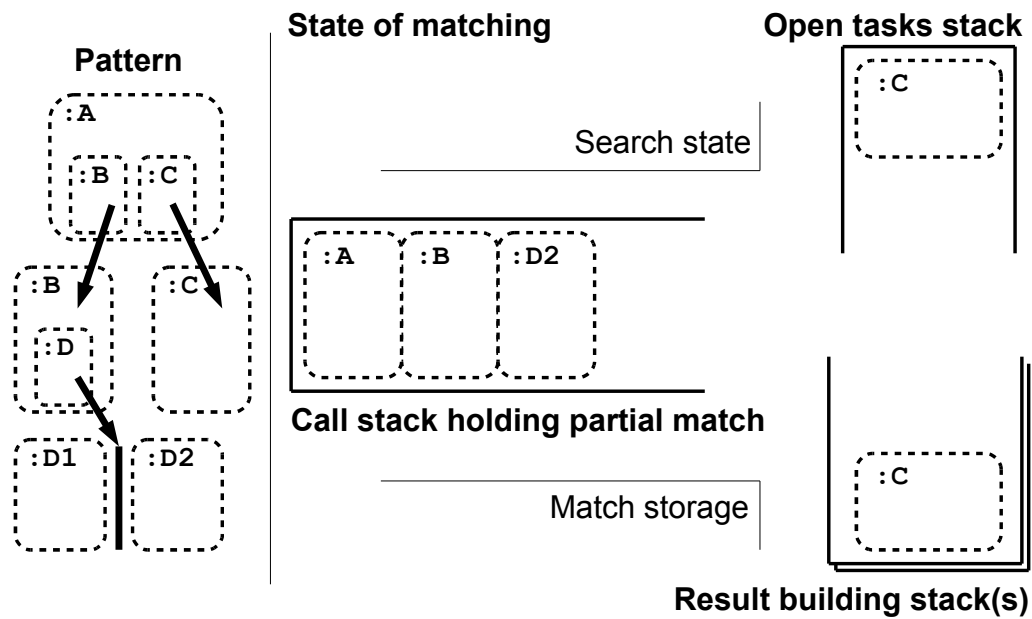 State of matching
Open tasks stack
Pattern
:A
:B :C
:B
:C
:D
:D1
:D2
Search state
:C
:A :B :D2
Call stack holding partial match
Match storage
:C
Result building stack(s)